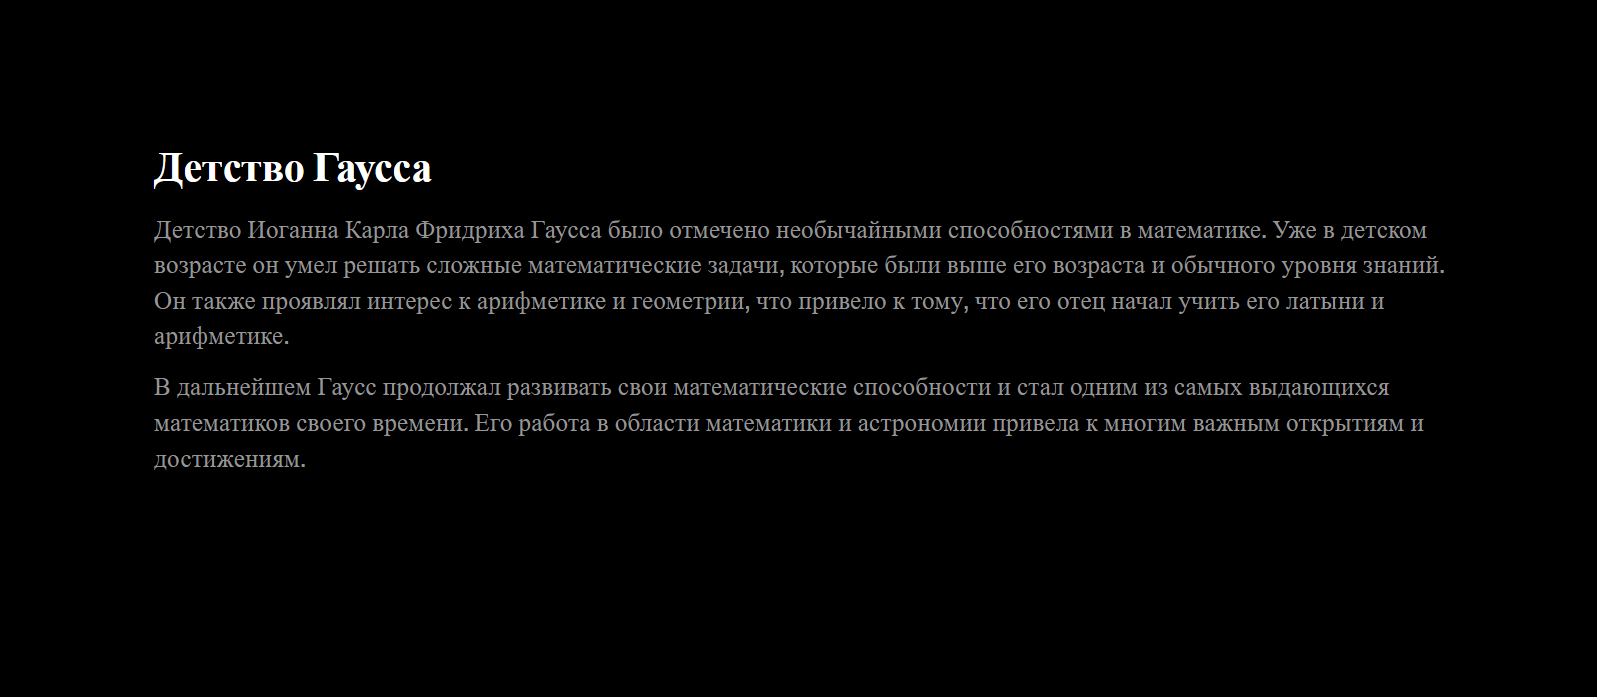 Детство Гаусса
Детство Иоганна Карла Фридриха Гаусса было отмечено необычайными способностями в математике. Уже в детском
возрасте он умел решать сложные математические задачи, которые были выше его возраста и обычного уровня знаний.
Он также проявлял интерес к арифметике и геометрии, что привело к тому, что его отец начал учить его латыни и
арифметике.
В дальнейшем Гаусс продолжал развивать свои математические способности и стал одним из самых выдающихся
математиков своего времени. Его работа в области математики и астрономии привела к многим важным открытиям и
достижениям.